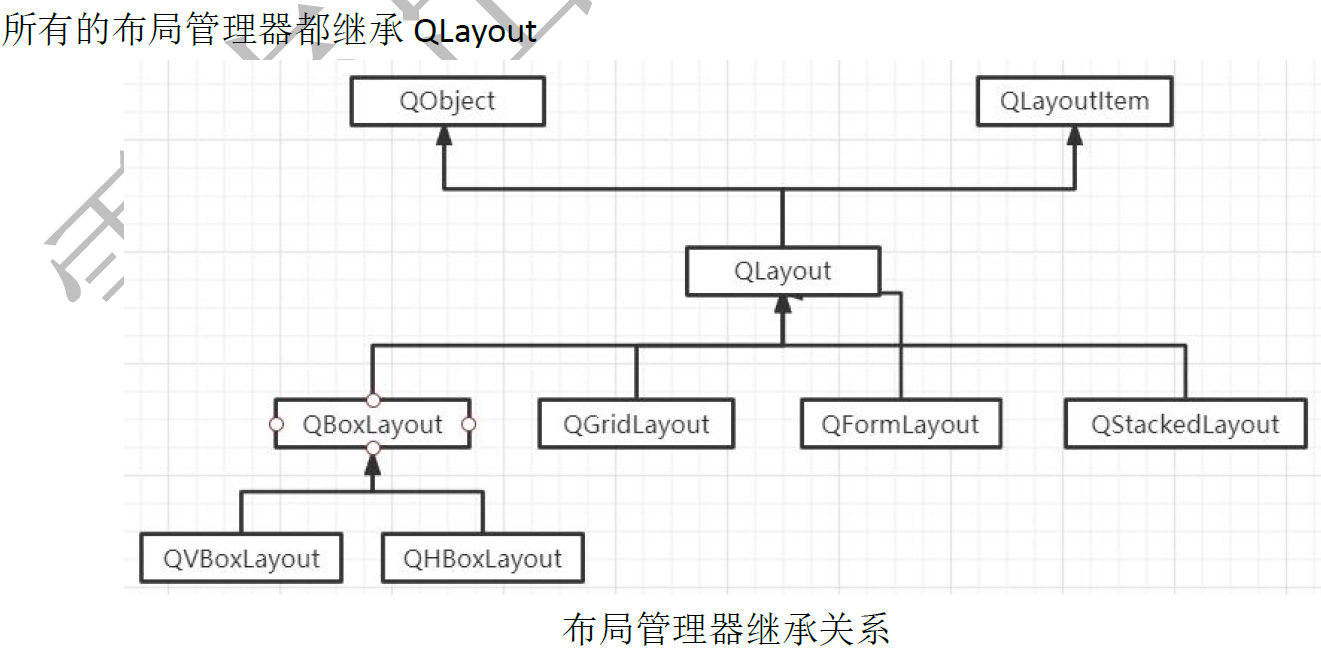 所有的布局管理器都继承 QLayout
QObject
QLayoutItem
QLayout
QBoxLayout
QGridLayout
QFormLayout
QStackedLayout
QVBoxLayout
QHBoxLayout
布局管理器继承关系